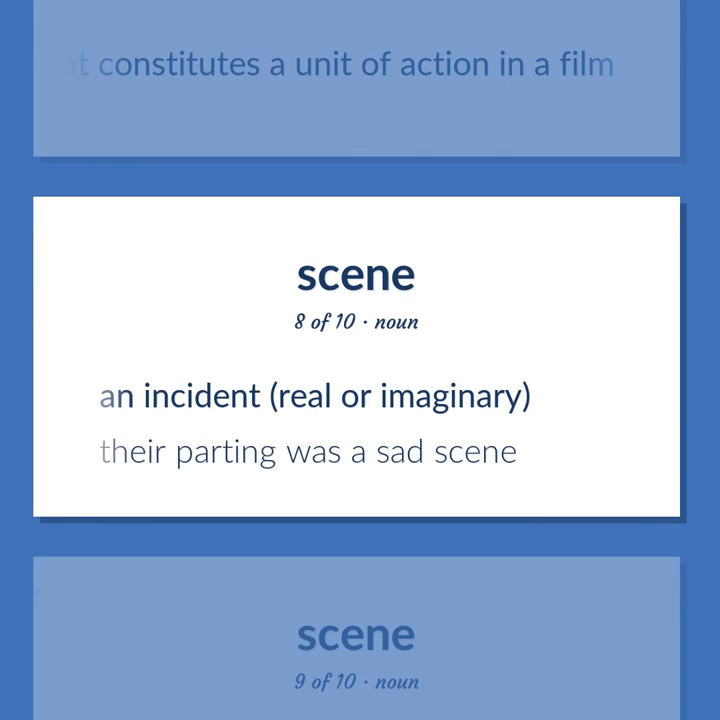 constitutes a unit of action in a film
scene
8 of 10 · noun
an incident (real or imaginary)
their parting was a sad scene
scene
9 of 10 · noun